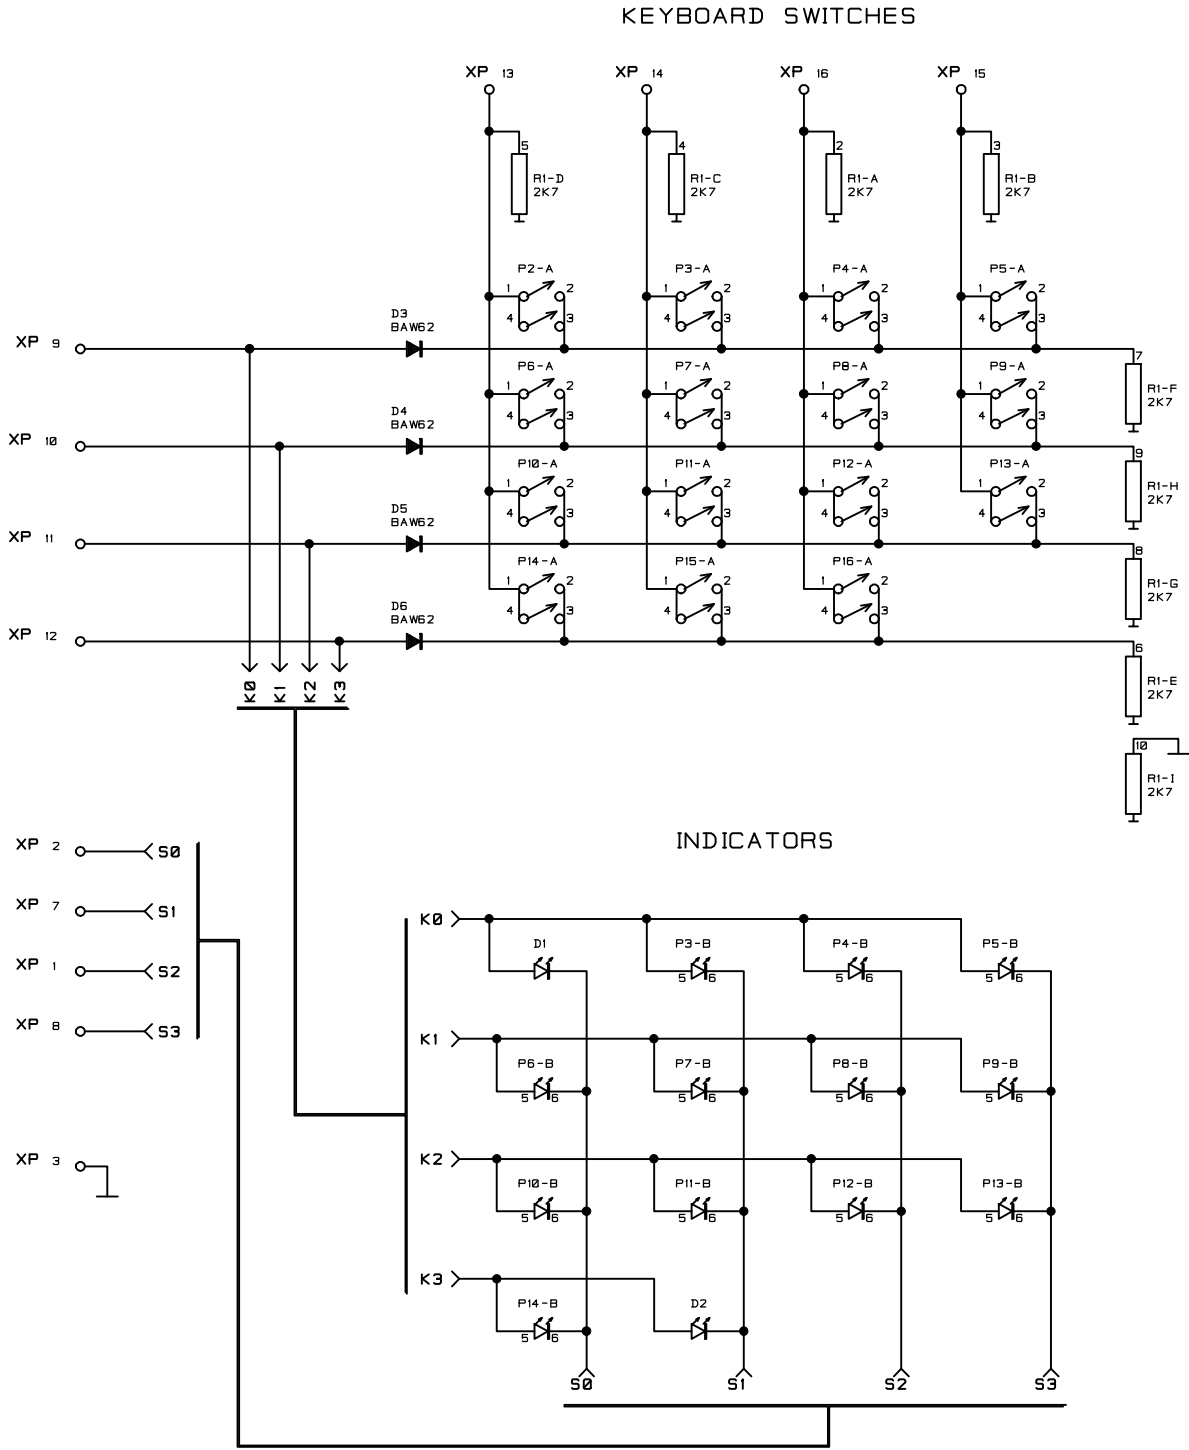 KEYBOARD SWITCHES
XP 13 XP 14 XP 16 XP 15
5 4 2 3
R1-D R1-C R1-A R1-B
2K7 2K7 2K7 2K7
P2-A P3-A P4-A P5-A
1 2 1 2 1 2 1 2
4 3 4 3 4 3 4 3
D3
BAW62
XP 9
7
P6-A P7-A P8-A P9-A
1 2 1 2 1 2 1 2
R1-F
2K7
4 3 4 3 4 3 4 3
D4
BAW62
XP 10
9
P10-A P11-A P12-A P13-A
1 2 1 2 1 2 1 2
R1-H
2K7
4 3 4 3 4 3 4 3
D5
BAW62
XP 11
8
P14-A P15-A P16-A
1 2 1 2 1 2
R1-G
2K7
4 3 4 3 4 3
D6
BAW62
XP 12
6
K0 K1 K2 K3
R1-E
2K7
10
R1-I
2K7
INDICATORS
XP 2 S0
XP 7 S1
XP 1 S2
XP 8 S3
XP 3
K0
D1 P3-B P4-B P5-B
5 6 5 6 5 6
K1
P6-B P7-B P8-B P9-B
5 6 5 6 5 6 5 6
K2
P10-B P11-B P12-B P13-B
5 6 5 6 5 6 5 6
K3
P14-B D2
5 6
S0 S1 S2 S3